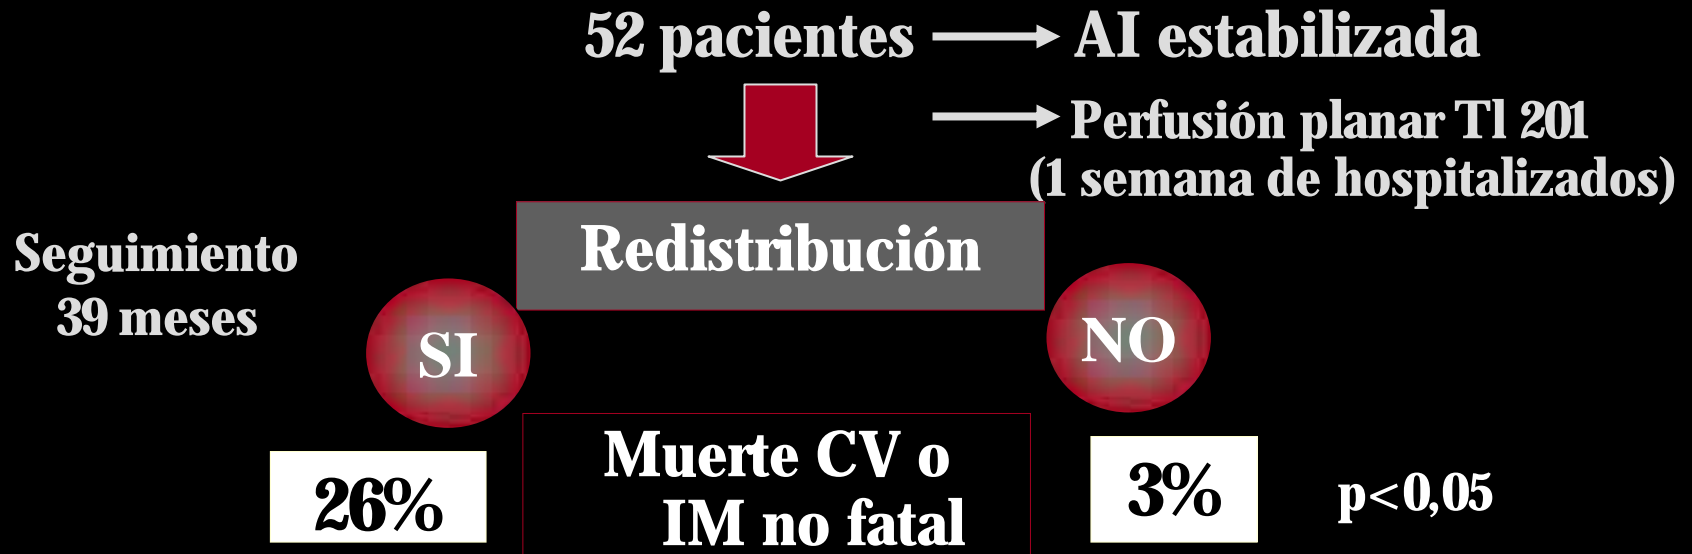 52 pacientes
AI estabilizada
Perfusión planar Tl 201
(1 semana de hospitalizados)
Redistribución
Seguimiento
39 meses
SI
NO
Muerte CV o
IM no fatal
26%
3%
p<0,05